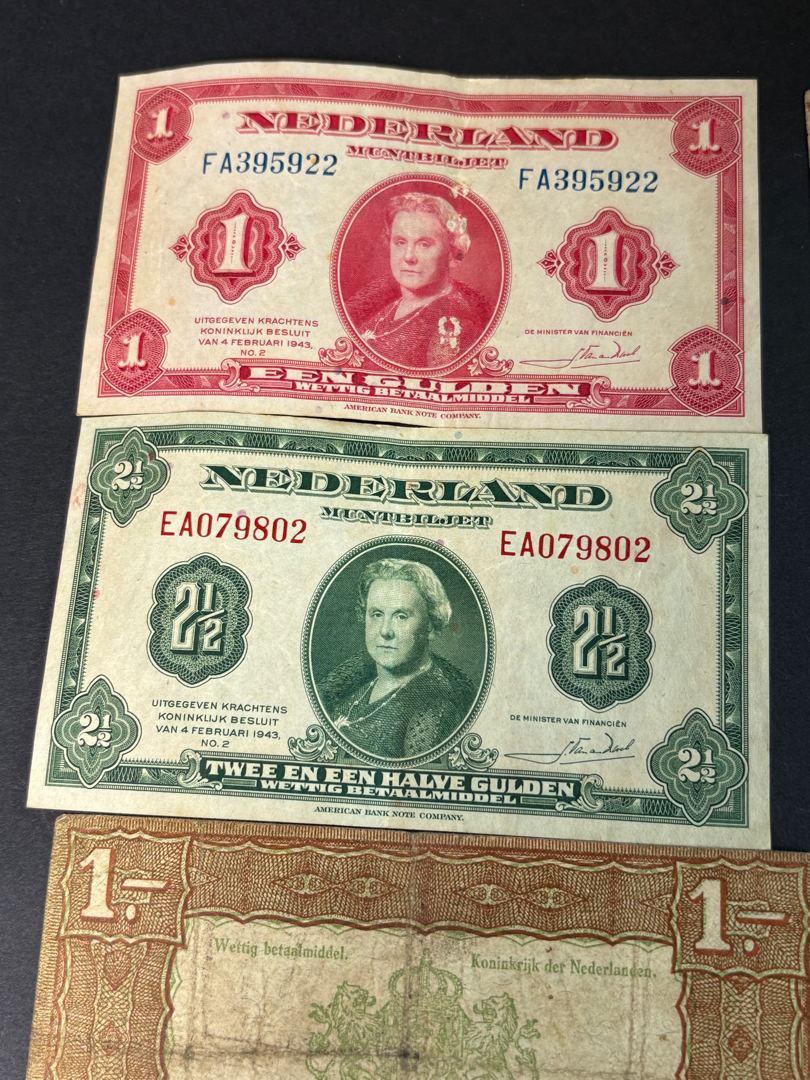 1 NEDERLAND 1
MUNTBILJET
FA395922 FA395922
1 1
UITGEGEVEN KRACHTENS
KONINKLIJK BESLUIT
VAN 4 FEBRUARI 1943,
NO. 2
DE MINISTER VAN FINANCIËN
1 EEN GULDEN 1
WETTIG BETAALMIDDEL
AMERICAN BANK NOTE COMPANY.
2½ NEDERLAND 2½
MUNTBILJET
EA079802 EA079802
2½ 2½
UITGEGEVEN KRACHTENS
KONINKLIJK BESLUIT
VAN 4 FEBRUARI 1943,
NO. 2
DE MINISTER VAN FINANCIËN
2½ TWEE EN EEN HALVE GULDEN 2½
WETTIG BETAALMIDDEL
AMERICAN BANK NOTE COMPANY.
1.- 1.-
Wettig betaalmiddel. Koninkrijk der Nederlanden.